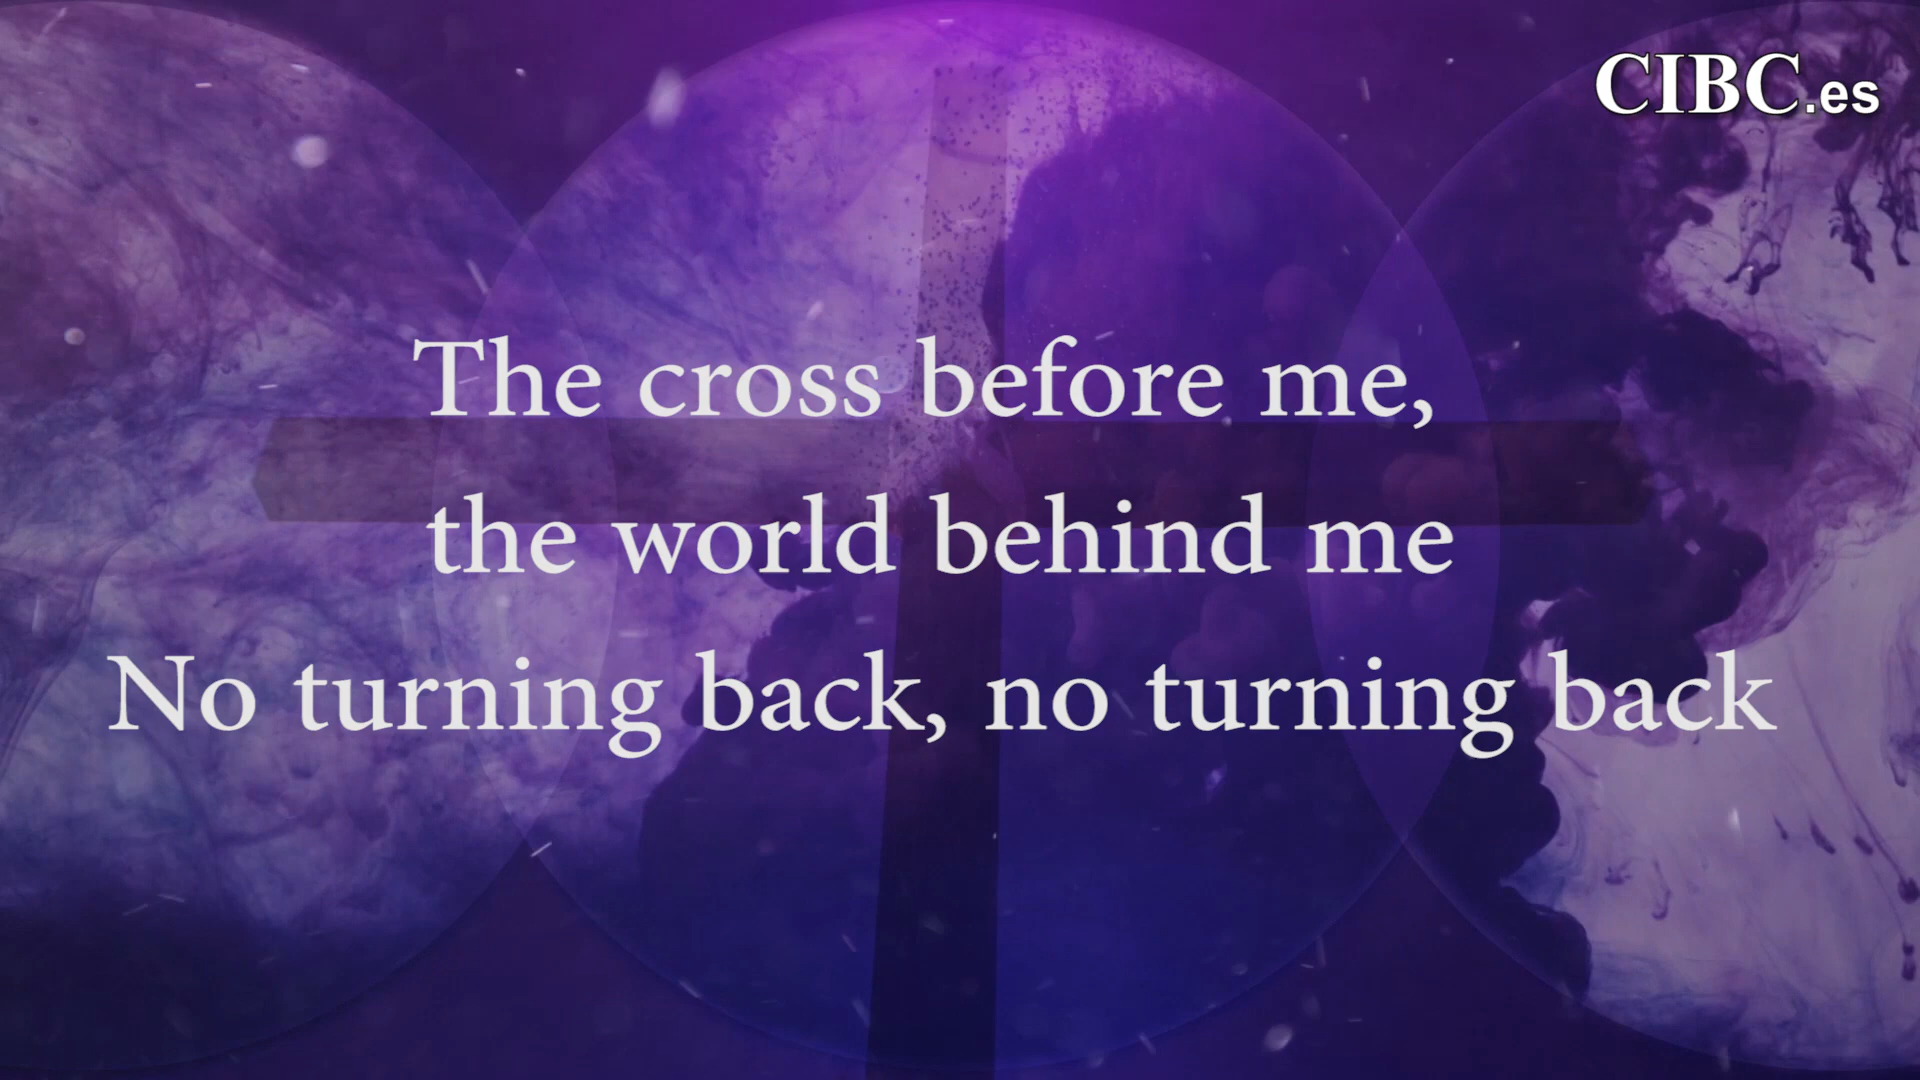 CIBC.es
The cross before me,
the world behind me
No turning back, no turning back